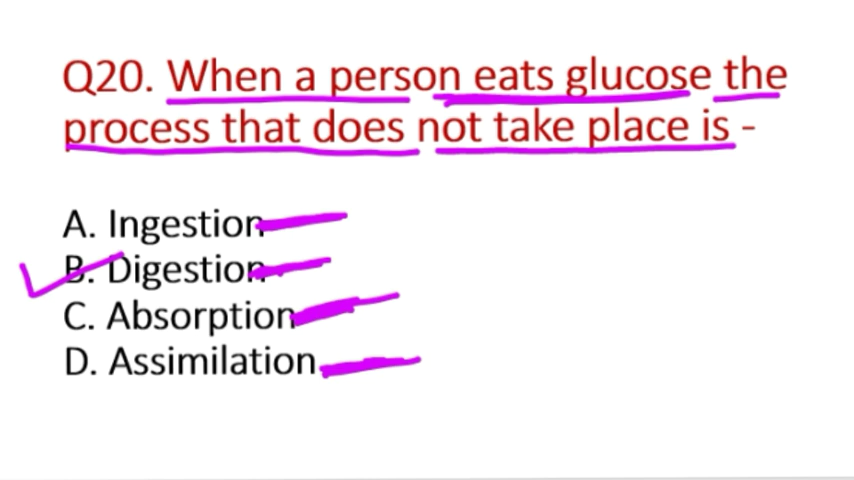 Q20. When a person eats glucose the
process that does not take place is -
A. Ingestion
B. Digestion
C. Absorption
D. Assimilation